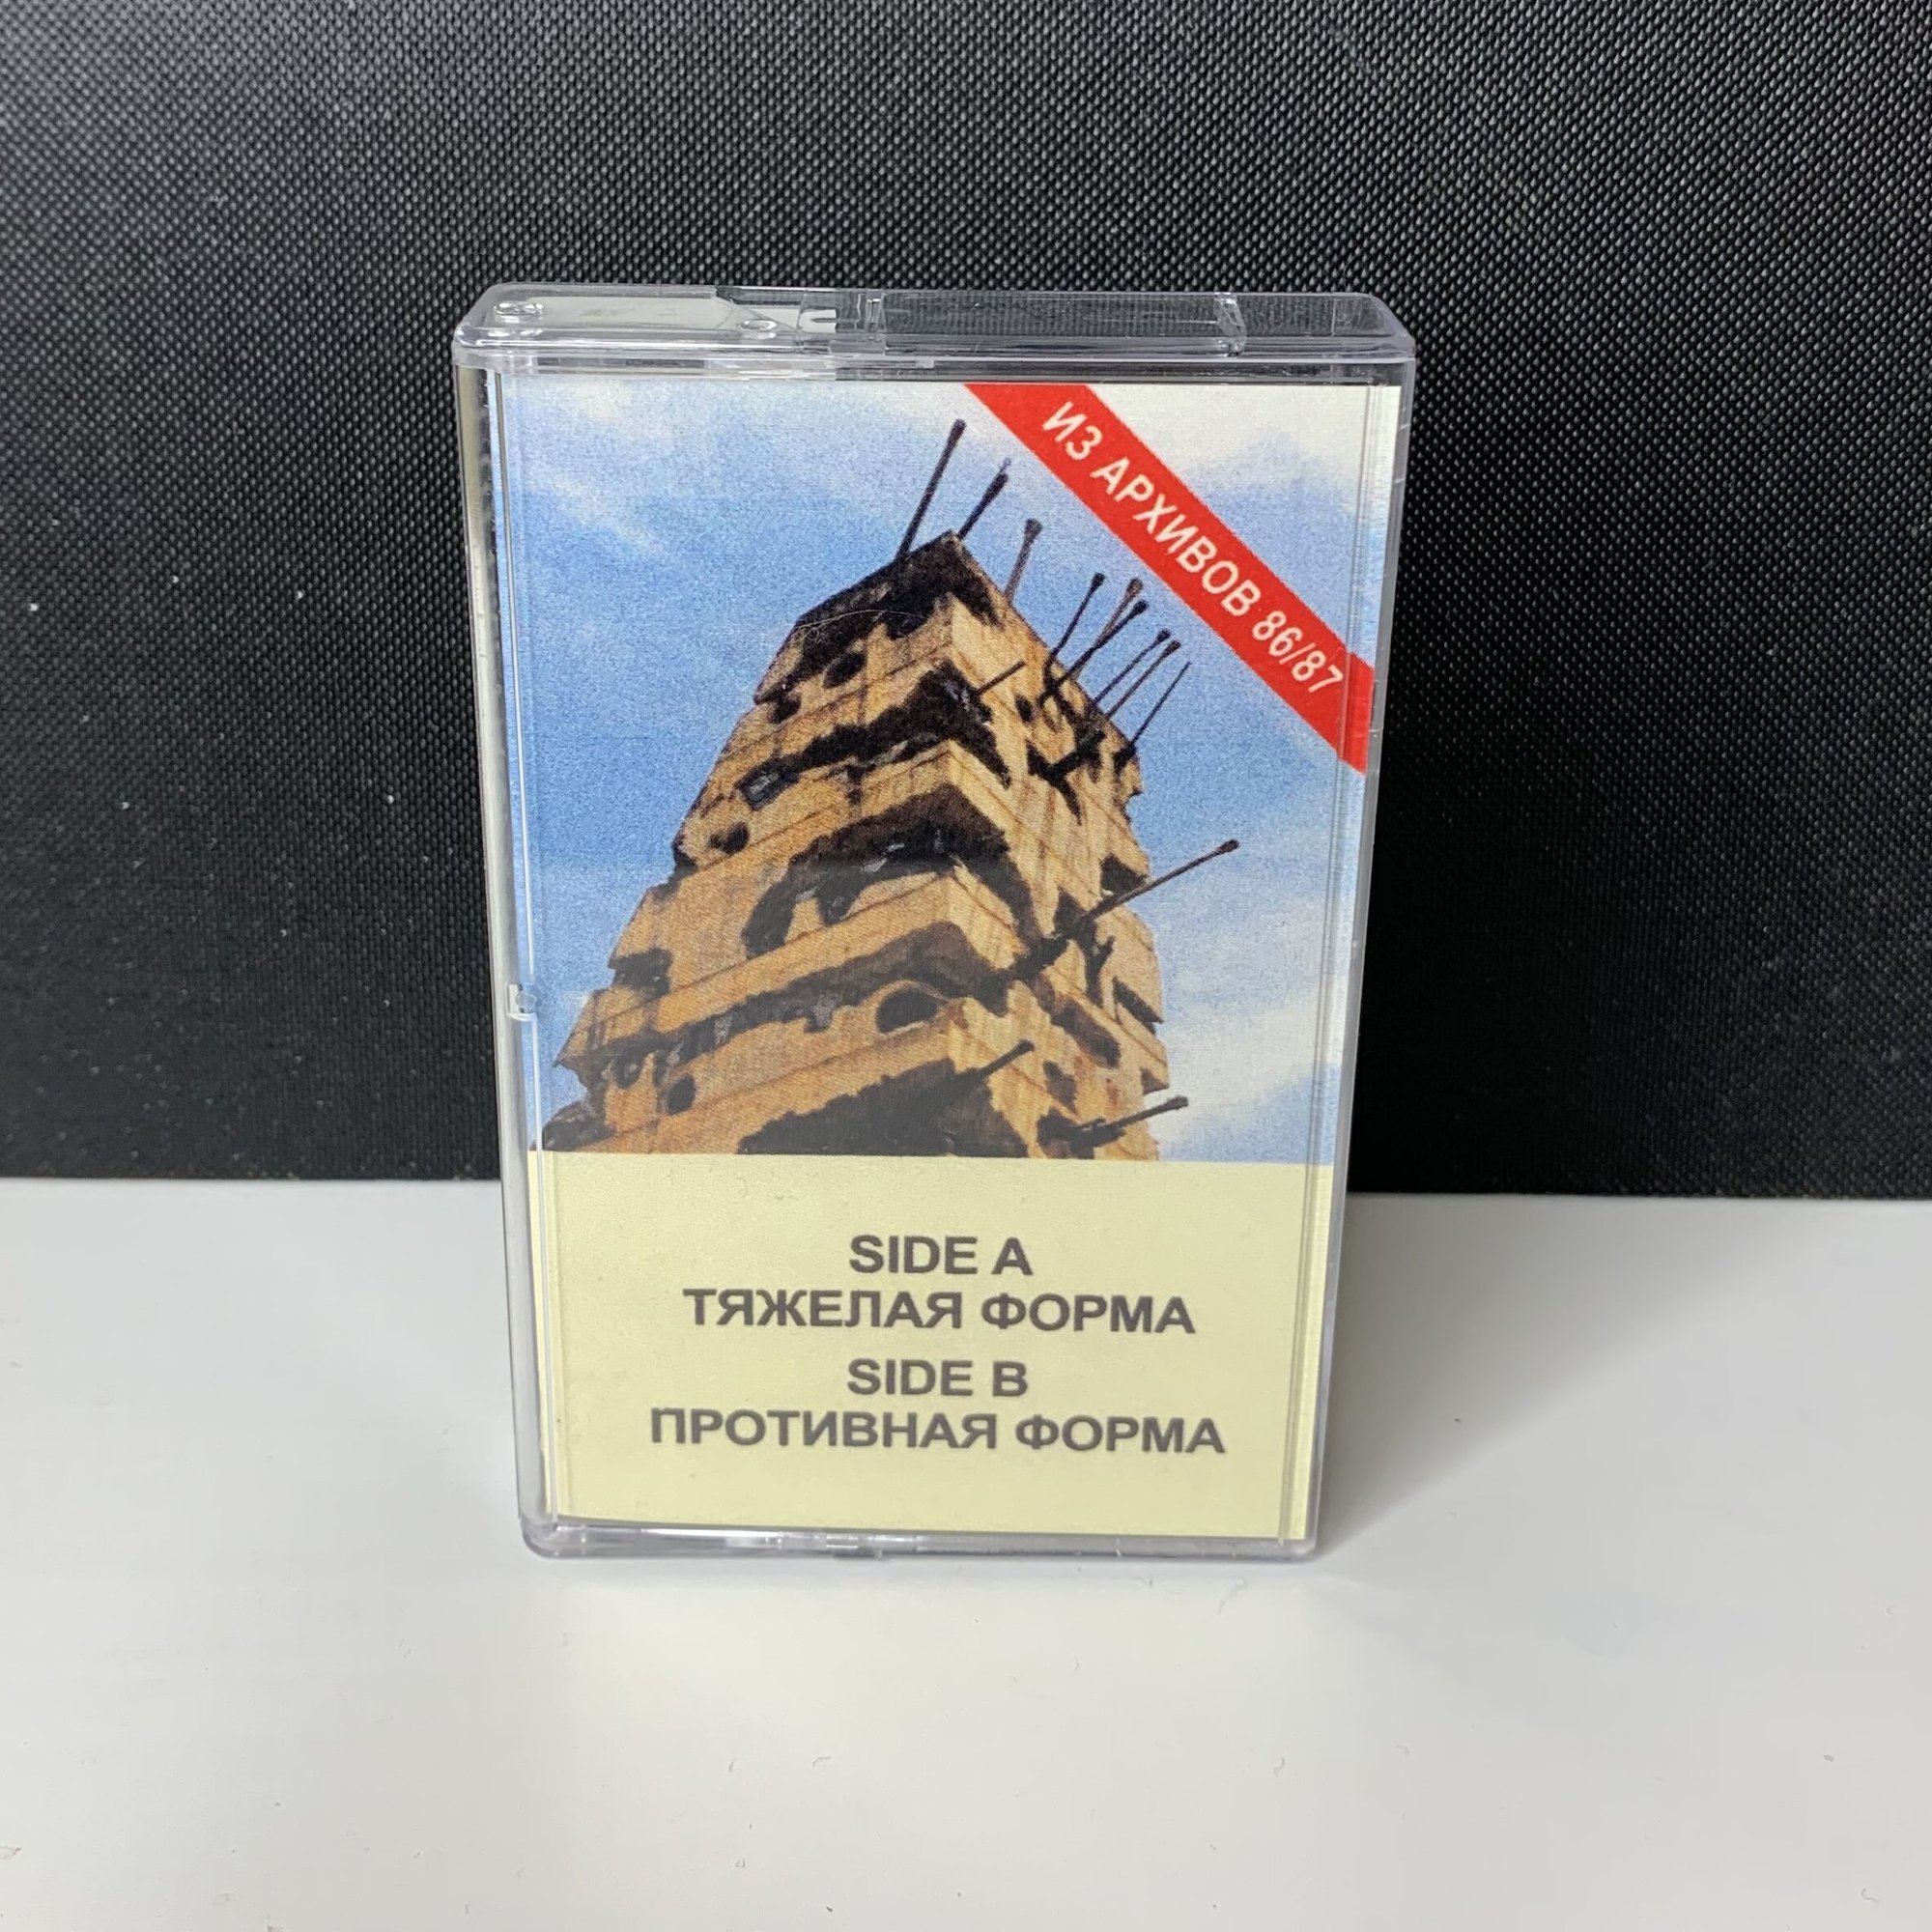 ИЗ АРХИВОВ 86/87
SIDE A
ТЯЖЕЛАЯ ФОРМА
SIDE B
ПРОТИВНАЯ ФОРМА